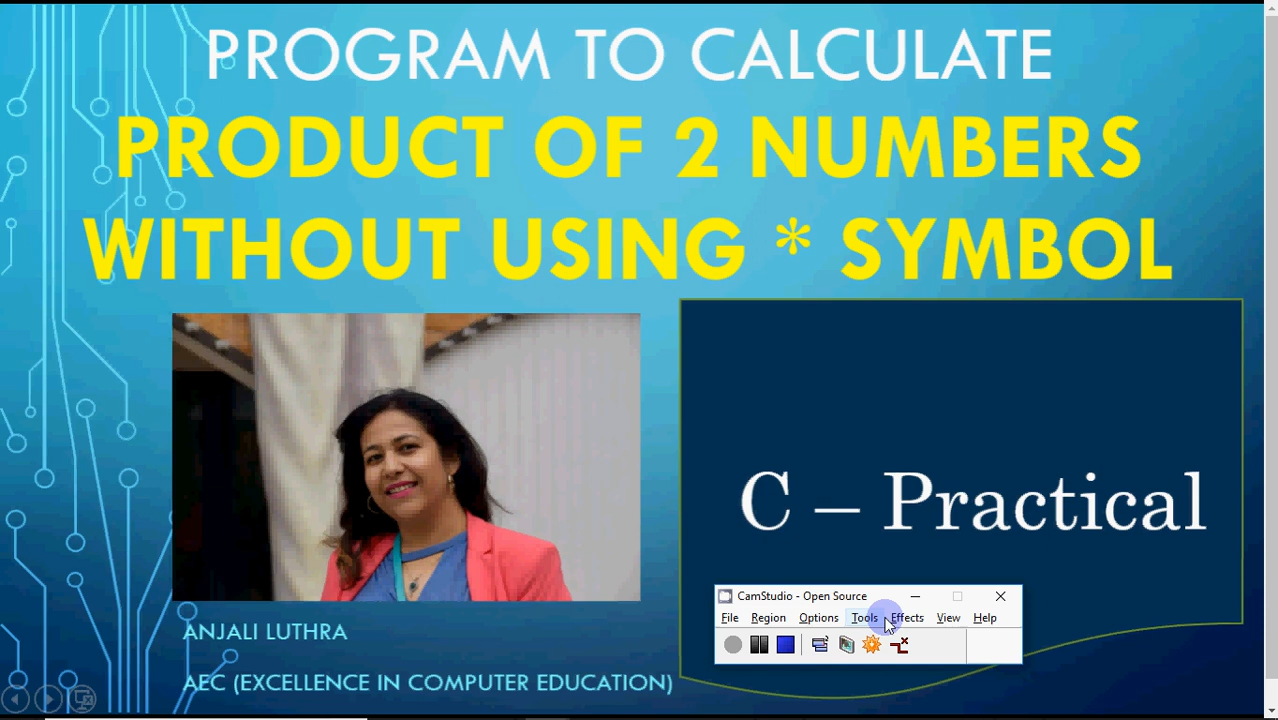 PROGRAM TO CALCULATE
PRODUCT OF 2 NUMBERS
WITHOUT USING * SYMBOL
C – Practical
CamStudio - Open Source
File Region Options Tools Effects View Help
ANJALI LUTHRA
AEC (EXCELLENCE IN COMPUTER EDUCATION)